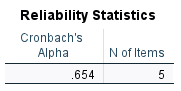 Reliability Statistics
Cronbach's
Alpha N of Items
.654 5